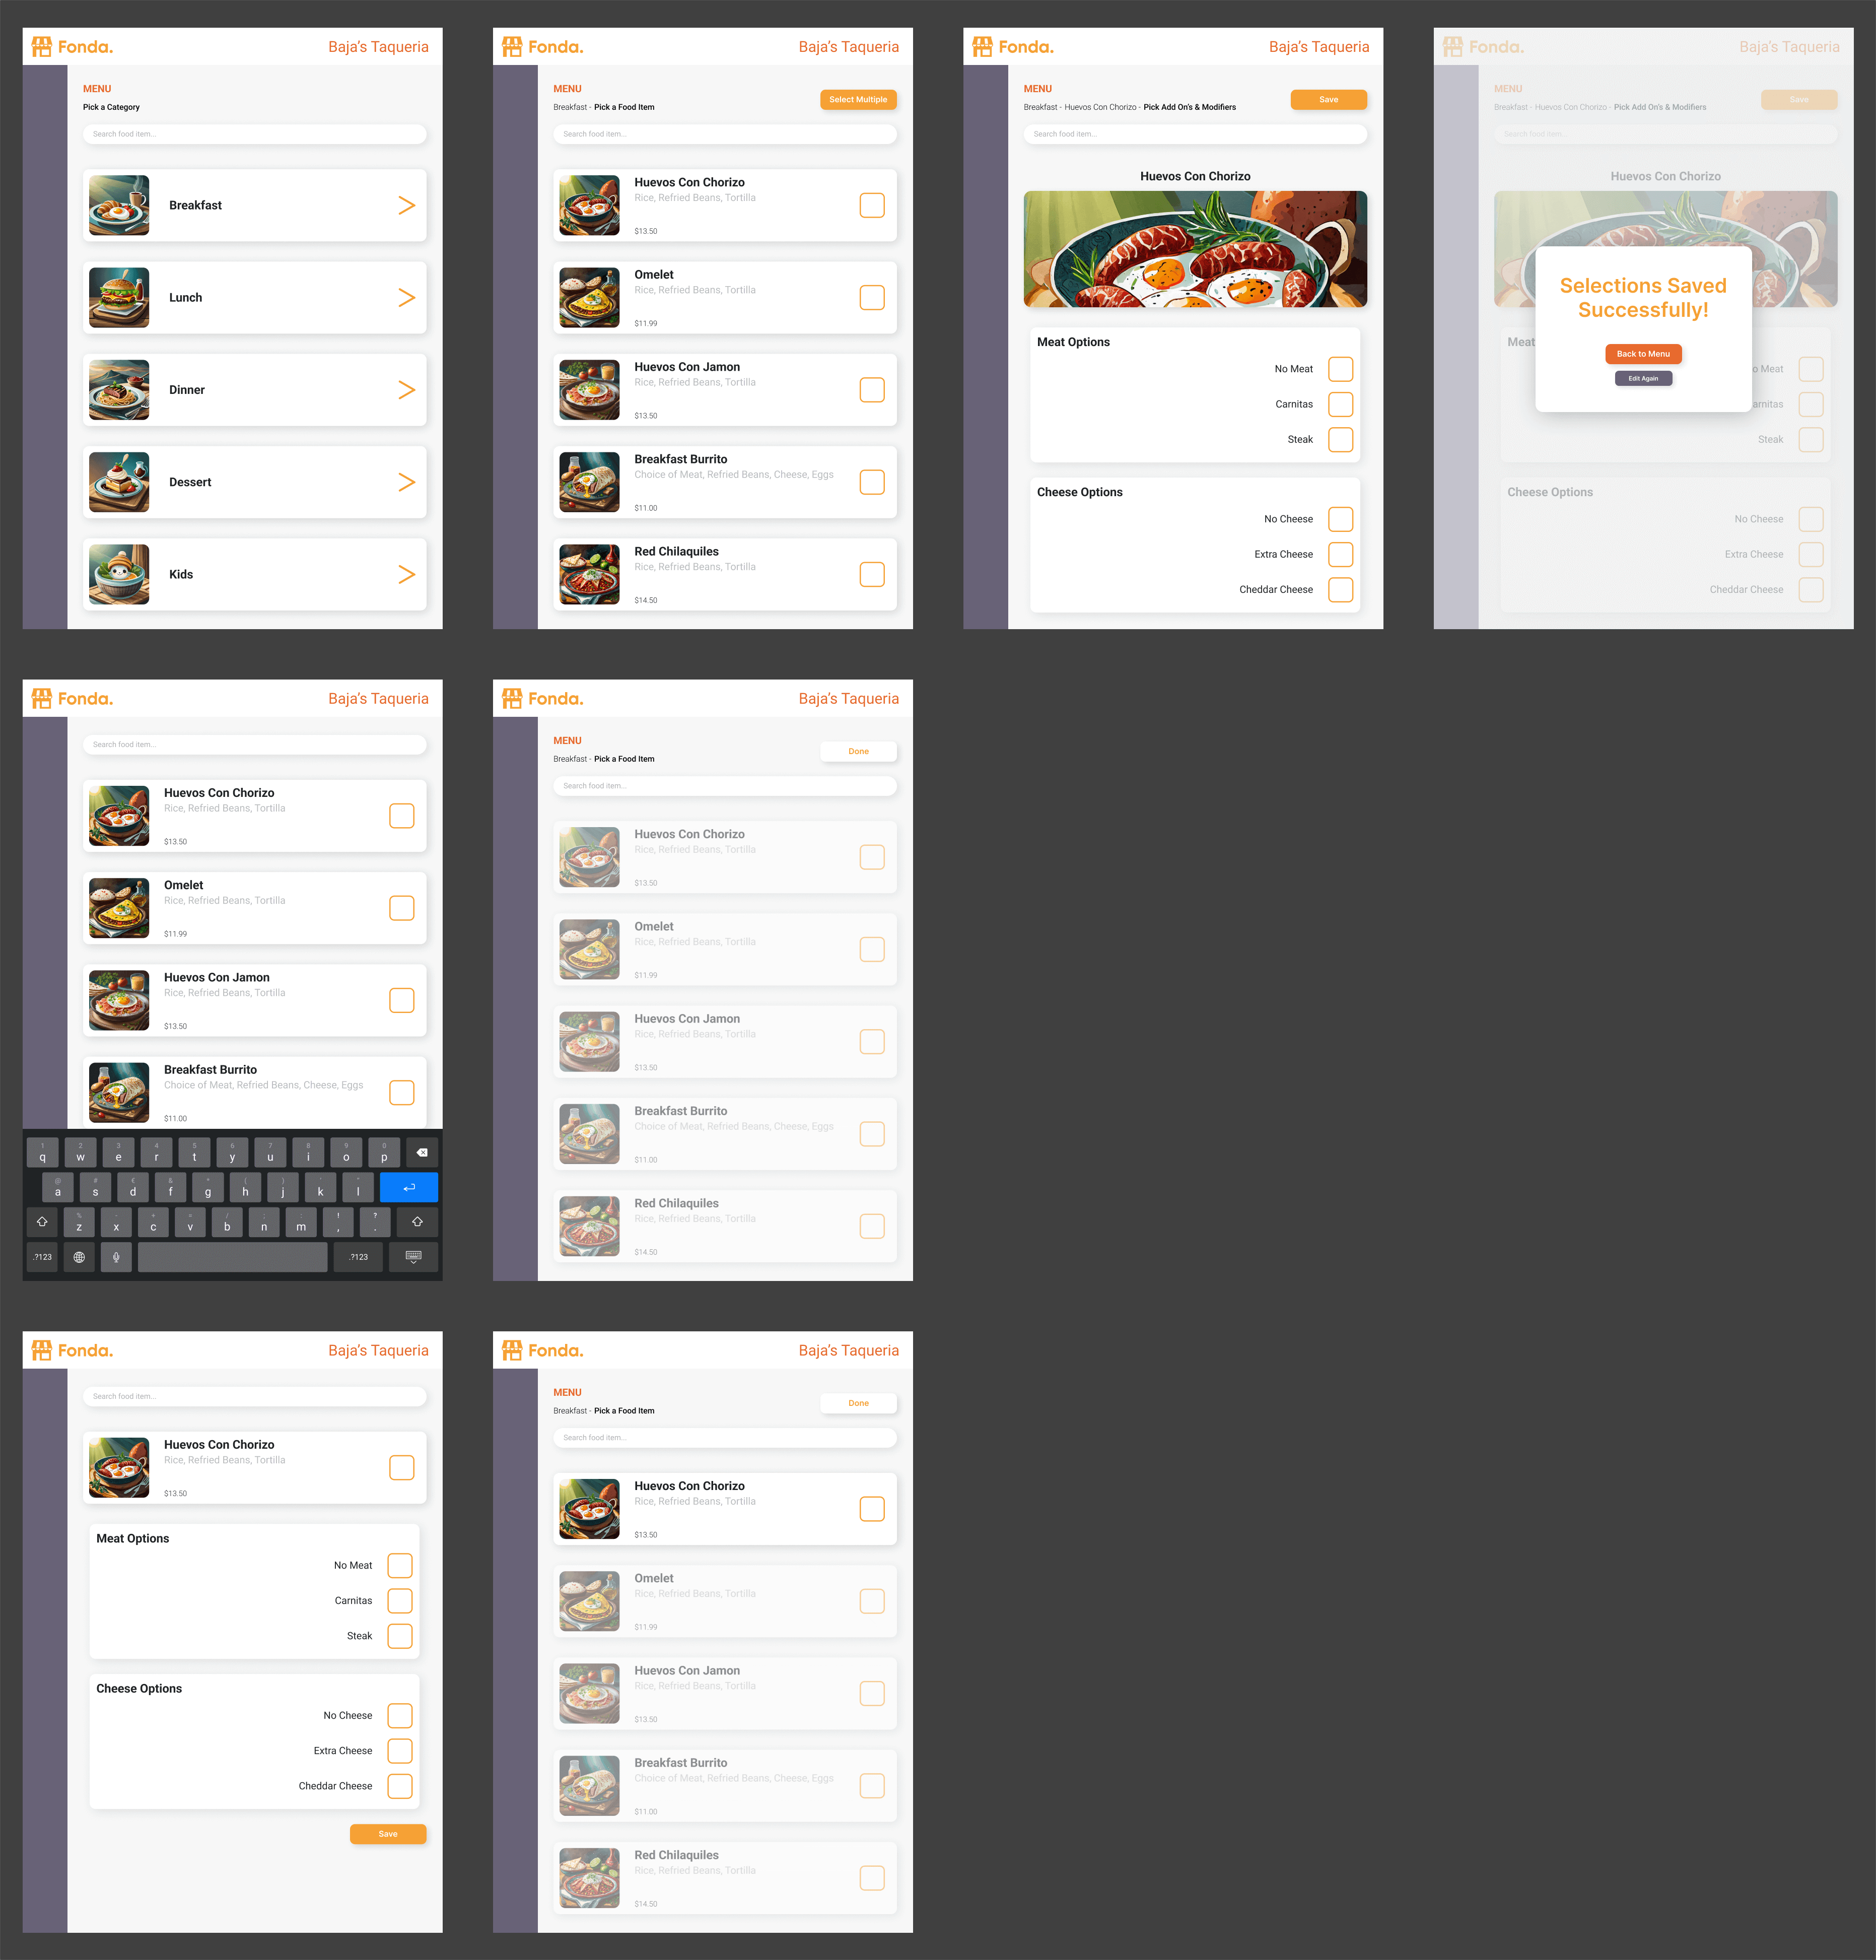 Fonda.
Baja's Taqueria
MENU
Pick a Category
Search food item...
Breakfast
>
Lunch
>
Dinner
>
Dessert
>
Kids
>
Fonda.
Baja's Taqueria
MENU
Breakfast - Pick a Food Item
Select Multiple
Search food item...
Huevos Con Chorizo
Rice, Refried Beans, Tortilla
$13.50
Omelet
Rice, Refried Beans, Tortilla
$11.99
Huevos Con Jamon
Rice, Refried Beans, Tortilla
$13.50
Breakfast Burrito
Choice of Meat, Refried Beans, Cheese, Eggs
$11.00
Red Chilaquiles
Rice, Refried Beans, Tortilla
$14.50
Fonda.
Baja's Taqueria
MENU
Breakfast - Huevos Con Chorizo - Pick Add On's & Modifiers
Save
Search food item...
Huevos Con Chorizo
Meat Options
No Meat
Carnitas
Steak
Cheese Options
No Cheese
Extra Cheese
Cheddar Cheese
Fonda.
Baja's Taqueria
MENU
Breakfast - Huevos Con Chorizo - Pick Add On's & Modifiers
Save
Search food item...
Huevos Con Chorizo
Selections Saved
Successfully!
Back to Menu
Edit Again
Meat
o Meat
arnitas
Steak
Cheese Options
No Cheese
Extra Cheese
Cheddar Cheese
Fonda.
Baja's Taqueria
Search food item...
Huevos Con Chorizo
Rice, Refried Beans, Tortilla
$13.50
Omelet
Rice, Refried Beans, Tortilla
$11.99
Huevos Con Jamon
Rice, Refried Beans, Tortilla
$13.50
Breakfast Burrito
Choice of Meat, Refried Beans, Cheese, Eggs
$11.00
1 2 3 4 5 6 7 8 9 0
q w e r t y u i o p
@ # € & * ( ) ' "
a s d f g h j k l
% - + = / ; : ! ?
z x c v b n m , .
.?123 .?123
Fonda.
Baja's Taqueria
MENU
Breakfast - Pick a Food Item
Done
Search food item...
Huevos Con Chorizo
Rice, Refried Beans, Tortilla
$13.50
Omelet
Rice, Refried Beans, Tortilla
$11.99
Huevos Con Jamon
Rice, Refried Beans, Tortilla
$13.50
Breakfast Burrito
Choice of Meat, Refried Beans, Cheese, Eggs
$11.00
Red Chilaquiles
Rice, Refried Beans, Tortilla
$14.50
Fonda.
Baja's Taqueria
Search food item...
Huevos Con Chorizo
Rice, Refried Beans, Tortilla
$13.50
Meat Options
No Meat
Carnitas
Steak
Cheese Options
No Cheese
Extra Cheese
Cheddar Cheese
Save
Fonda.
Baja's Taqueria
MENU
Breakfast - Pick a Food Item
Done
Search food item...
Huevos Con Chorizo
Rice, Refried Beans, Tortilla
$13.50
Omelet
Rice, Refried Beans, Tortilla
$11.99
Huevos Con Jamon
Rice, Refried Beans, Tortilla
$13.50
Breakfast Burrito
Choice of Meat, Refried Beans, Cheese, Eggs
$11.00
Red Chilaquiles
Rice, Refried Beans, Tortilla
$14.50